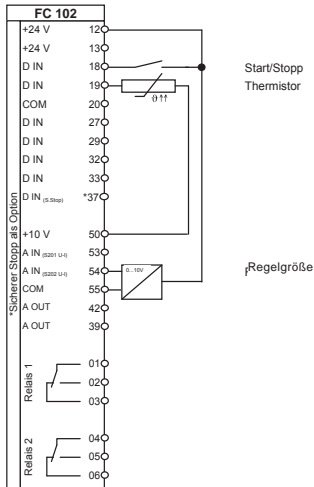 FC 102
+24 V 12
+24 V 13
D IN 18 Start/Stopp
D IN 19 Thermistor
ϑ ↑↑
COM 20
D IN 27
D IN 29
D IN 32
D IN 33
D IN (S.Stop) *37
*Sicherer Stopp als Option
+10 V 50
A IN (S201 U-I) 53
A IN (S202 U-I) 54
0...10V
Regelgröße
COM 55
A OUT 42
A OUT 39
Relais 1
01
02
03
Relais 2
04
05
06